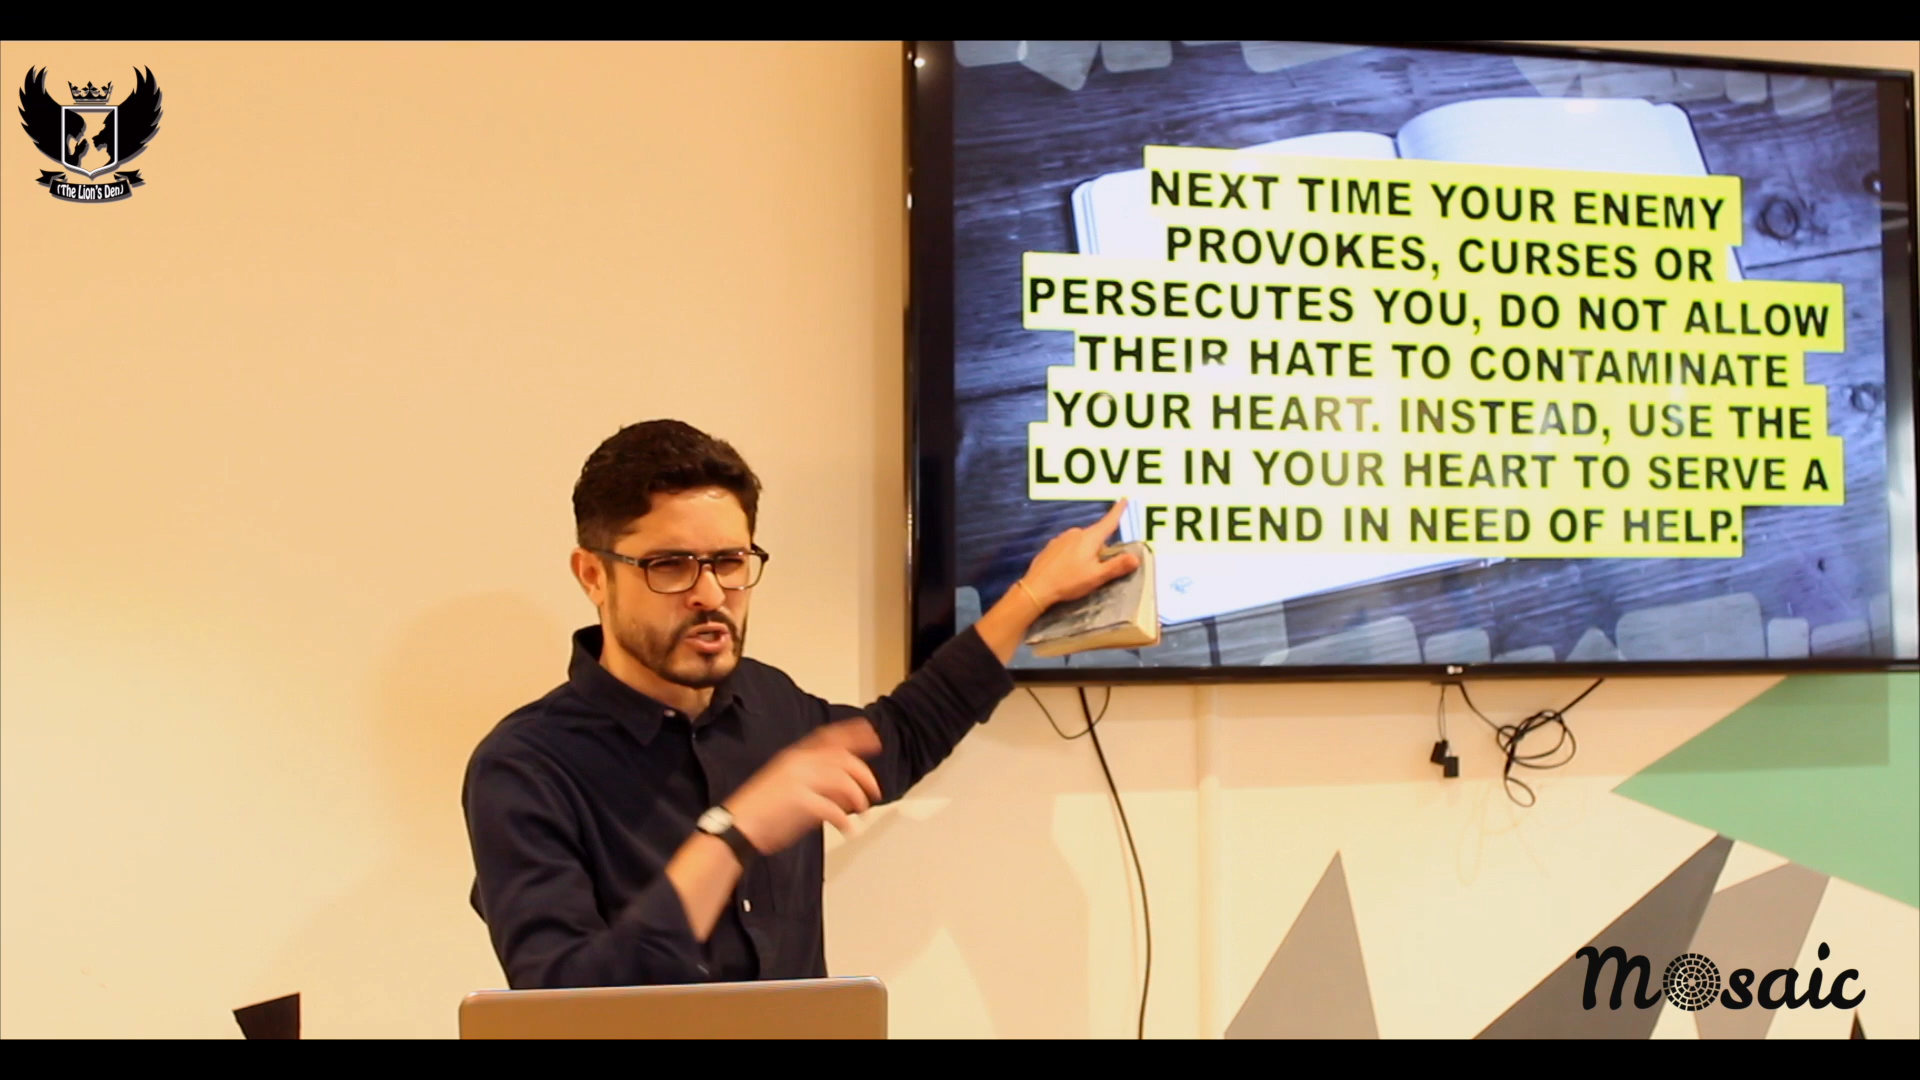 (The Lion's Den)
NEXT TIME YOUR ENEMY
PROVOKES, CURSES OR
PERSECUTES YOU, DO NOT ALLOW
THEIR HATE TO CONTAMINATE
YOUR HEART. INSTEAD, USE THE
LOVE IN YOUR HEART TO SERVE A
FRIEND IN NEED OF HELP.
LG
Mosaic